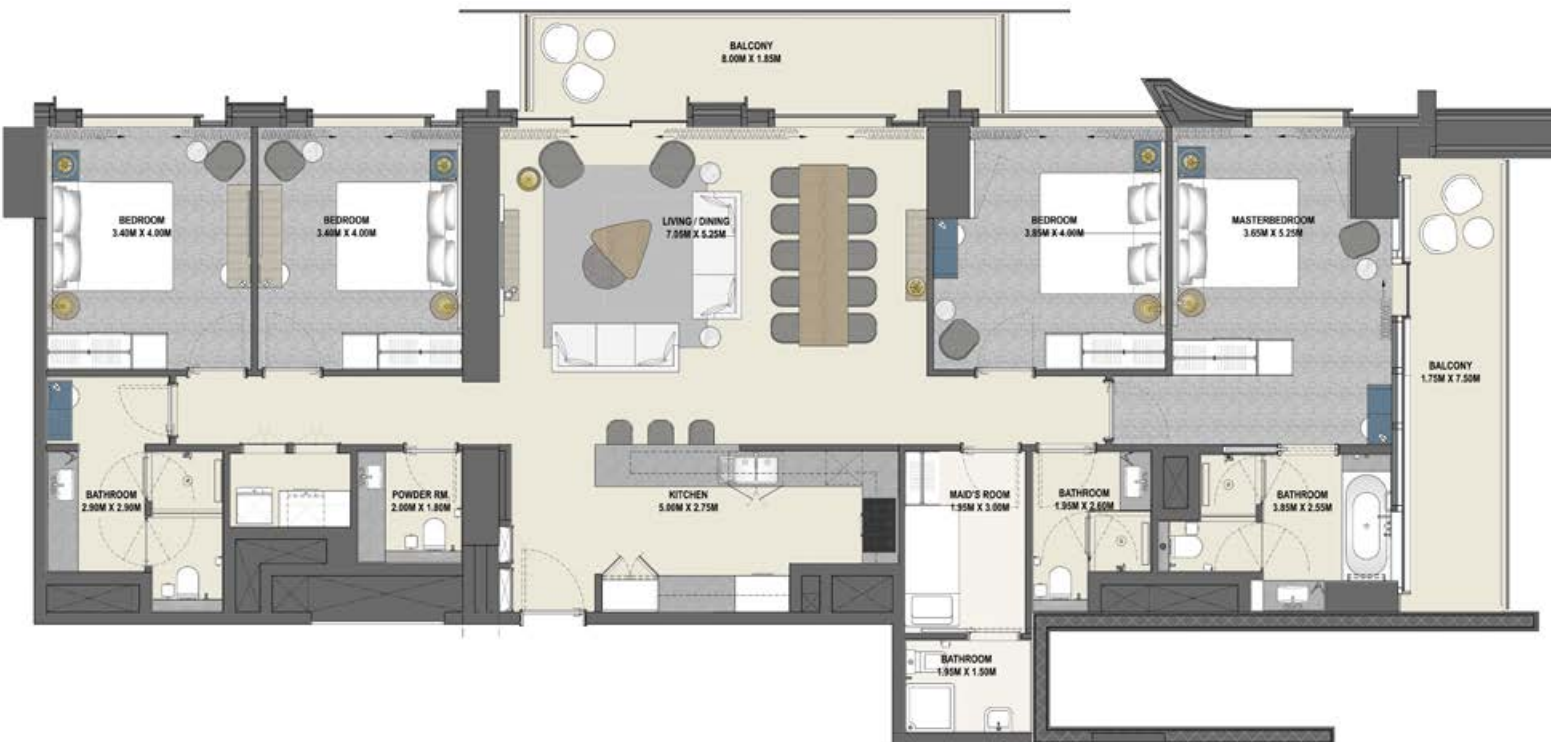 BALCONY
8.00M X 1.85M
BEDROOM
3.40M X 4.00M
BEDROOM
3.40M X 4.00M
LIVING / DINING
7.05M X 5.25M
BEDROOM
3.85M X 4.00M
MASTERBEDROOM
3.65M X 5.25M
BALCONY
1.75M X 7.50M
BATHROOM
2.90M X 2.90M
POWDER RM.
2.00M X 1.80M
KITCHEN
5.00M X 2.75M
MAID'S ROOM
1.95M X 3.00M
BATHROOM
1.95M X 2.60M
BATHROOM
3.85M X 2.55M
BATHROOM
1.95M X 1.50M